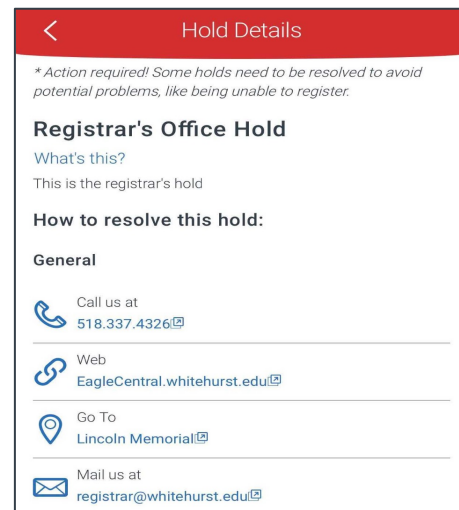 Hold Details
* Action required! Some holds need to be resolved to avoid
potential problems, like being unable to register.
Registrar's Office Hold
What's this?
This is the registrar's hold
How to resolve this hold:
General
Call us at
518.337.4326
Web
EagleCentral.whitehurst.edu
Go To
Lincoln Memorial
Mail us at
registrar@whitehurst.edu